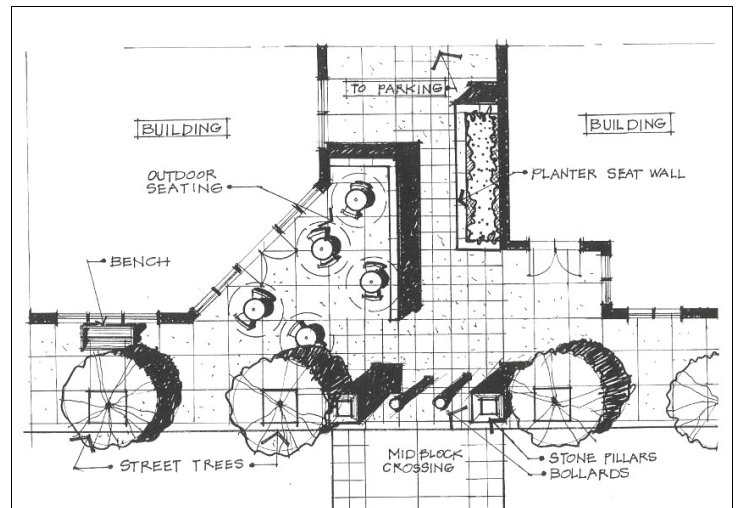 TO PARKING
BUILDING
BUILDING
OUTDOOR
SEATING
PLANTER SEAT WALL
BENCH
MID BLOCK
CROSSING
STREET TREES
STONE PILLARS
BOLLARDS